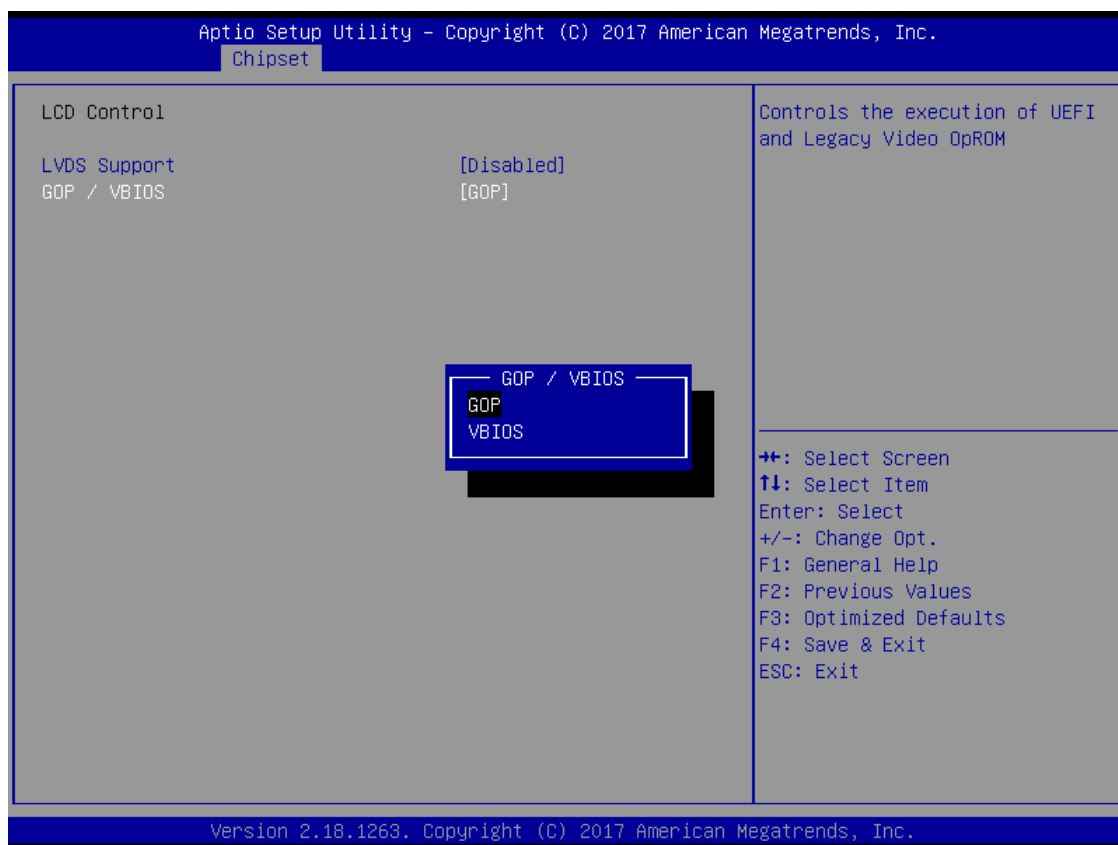 Aptio Setup Utility – Copyright (C) 2017 American Megatrends, Inc.
Chipset
LCD Control
LVDS Support [Disabled]
GOP / VBIOS [GOP]
Controls the execution of UEFI
and Legacy Video OpROM
GOP / VBIOS
GOP
VBIOS
→←: Select Screen
↑↓: Select Item
Enter: Select
+/-: Change Opt.
F1: General Help
F2: Previous Values
F3: Optimized Defaults
F4: Save & Exit
ESC: Exit
Version 2.18.1263. Copyright (C) 2017 American Megatrends, Inc.